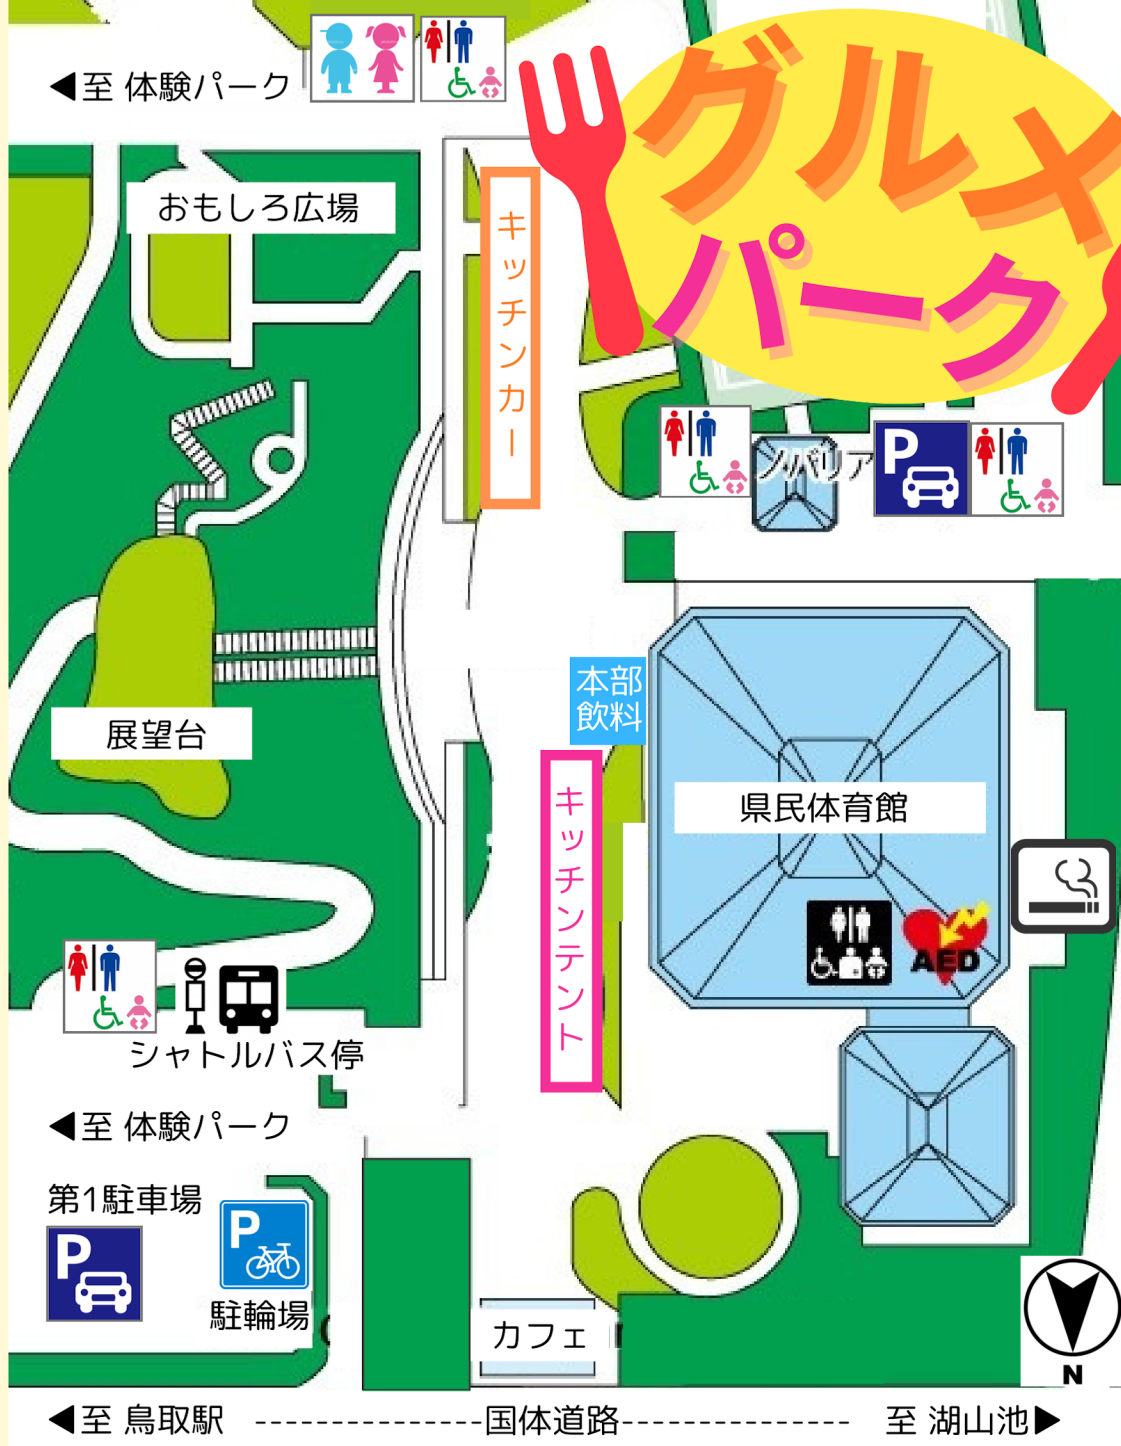 グルメ
パーク
◀至 体験パーク
おもしろ広場
キッチンカー
ノバリア
P
本部
飲料
展望台
県民体育館
キッチンテント
AED
シャトルバス停
◀至 体験パーク
第1駐車場
P
P
駐輪場
カフェ
N
◀至 鳥取駅 --------------国体道路-------------- 至 湖山池▶